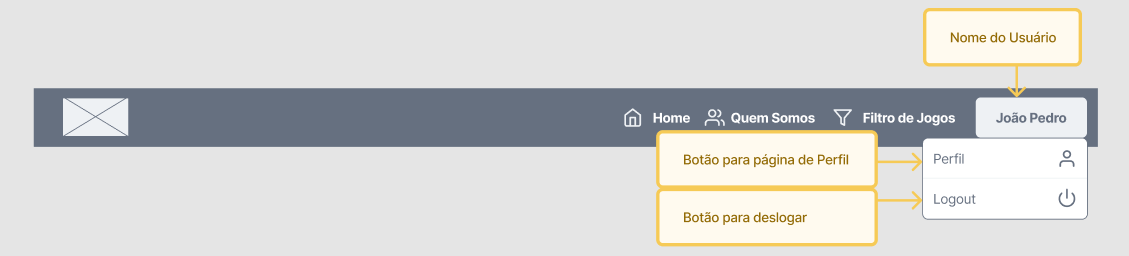 Nome do Usuário
Home
Quem Somos
Filtro de Jogos
João Pedro
Botão para página de Perfil
Perfil
Botão para deslogar
Logout